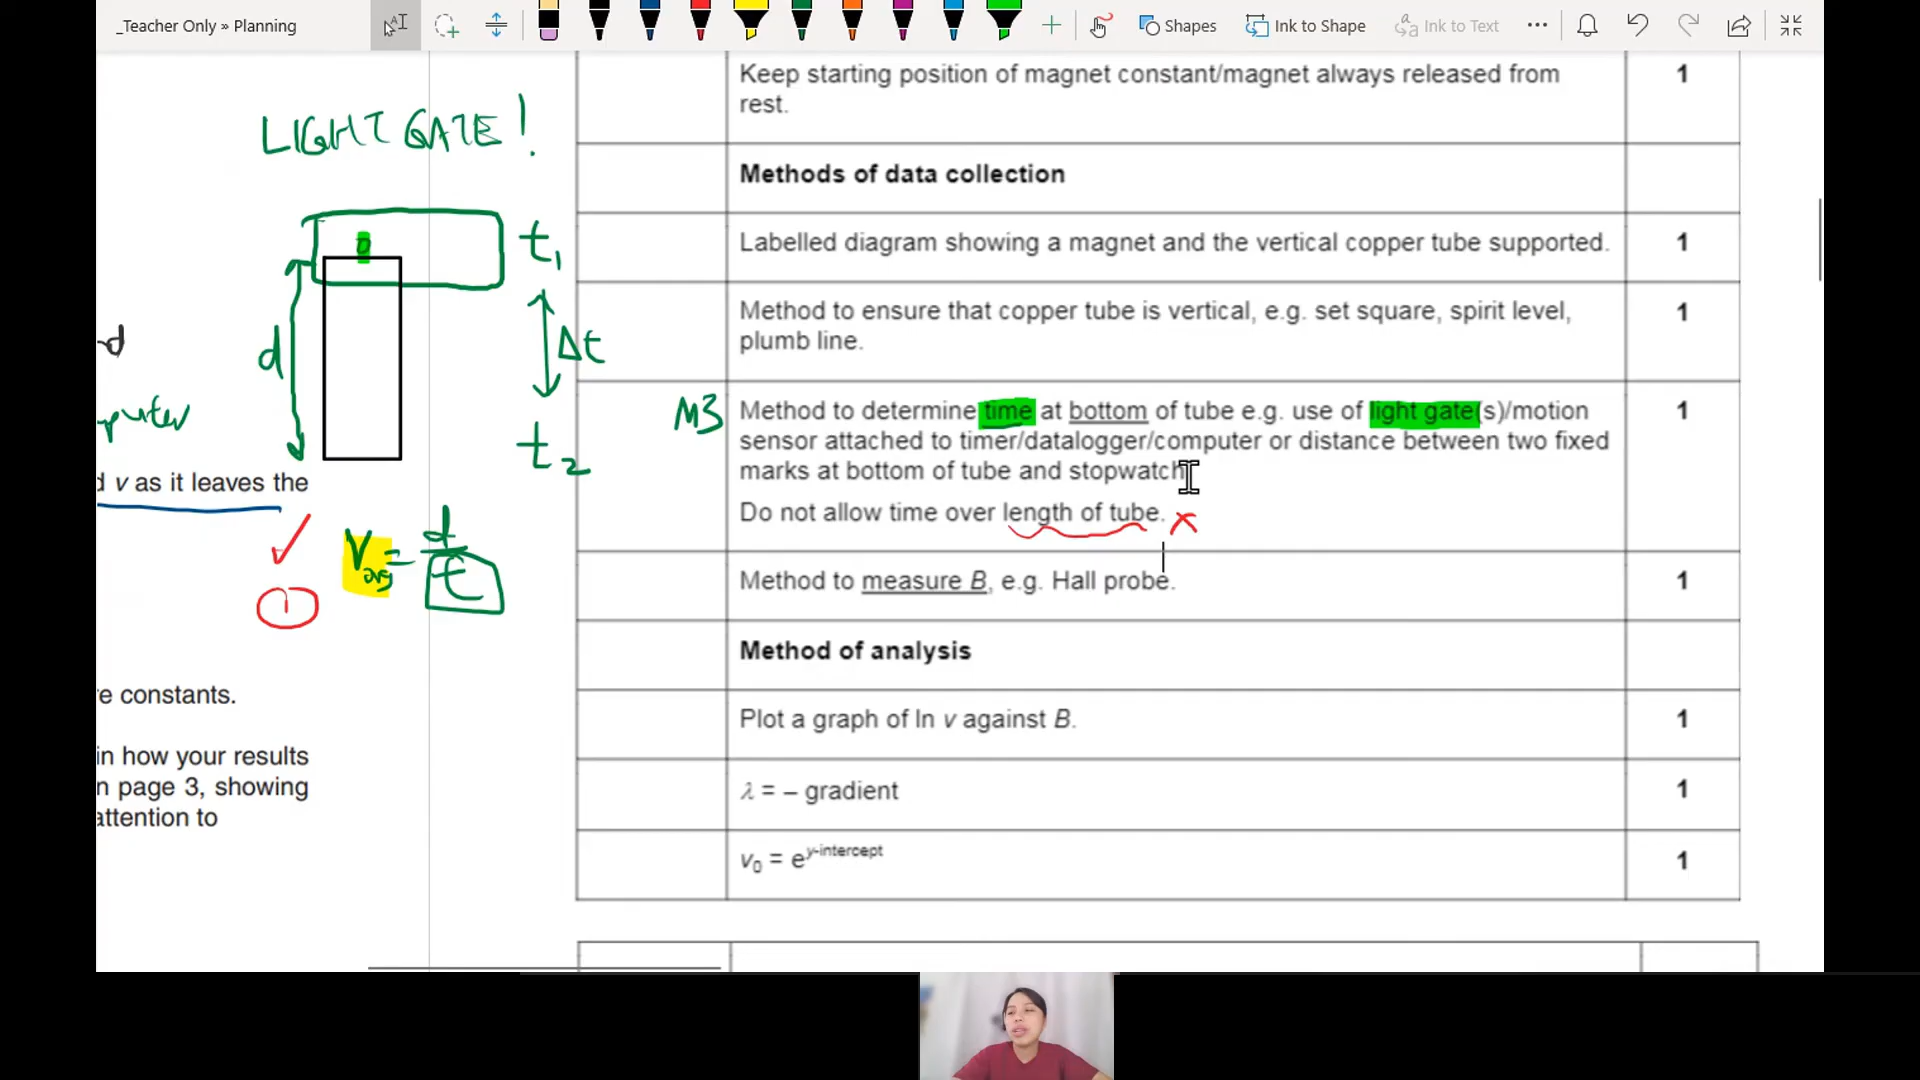 _Teacher Only » Planning
Shapes
Ink to Shape
Ink to Text
LIGHT GATE!
t1
d
Δt
t2
d
puter
d v as it leaves the
Vavg = d/t
1
e constants.
in how your results
n page 3, showing
attention to
Keep starting position of magnet constant/magnet always released from
rest.
1
Methods of data collection
Labelled diagram showing a magnet and the vertical copper tube supported.
1
Method to ensure that copper tube is vertical, e.g. set square, spirit level,
plumb line.
1
M3
Method to determine time at bottom of tube e.g. use of light gate(s)/motion
sensor attached to timer/datalogger/computer or distance between two fixed
marks at bottom of tube and stopwatch
Do not allow time over length of tube.
1
Method to measure B, e.g. Hall probe.
1
Method of analysis
Plot a graph of ln v against B.
1
λ = – gradient
1
v0 = e^y-intercept
1